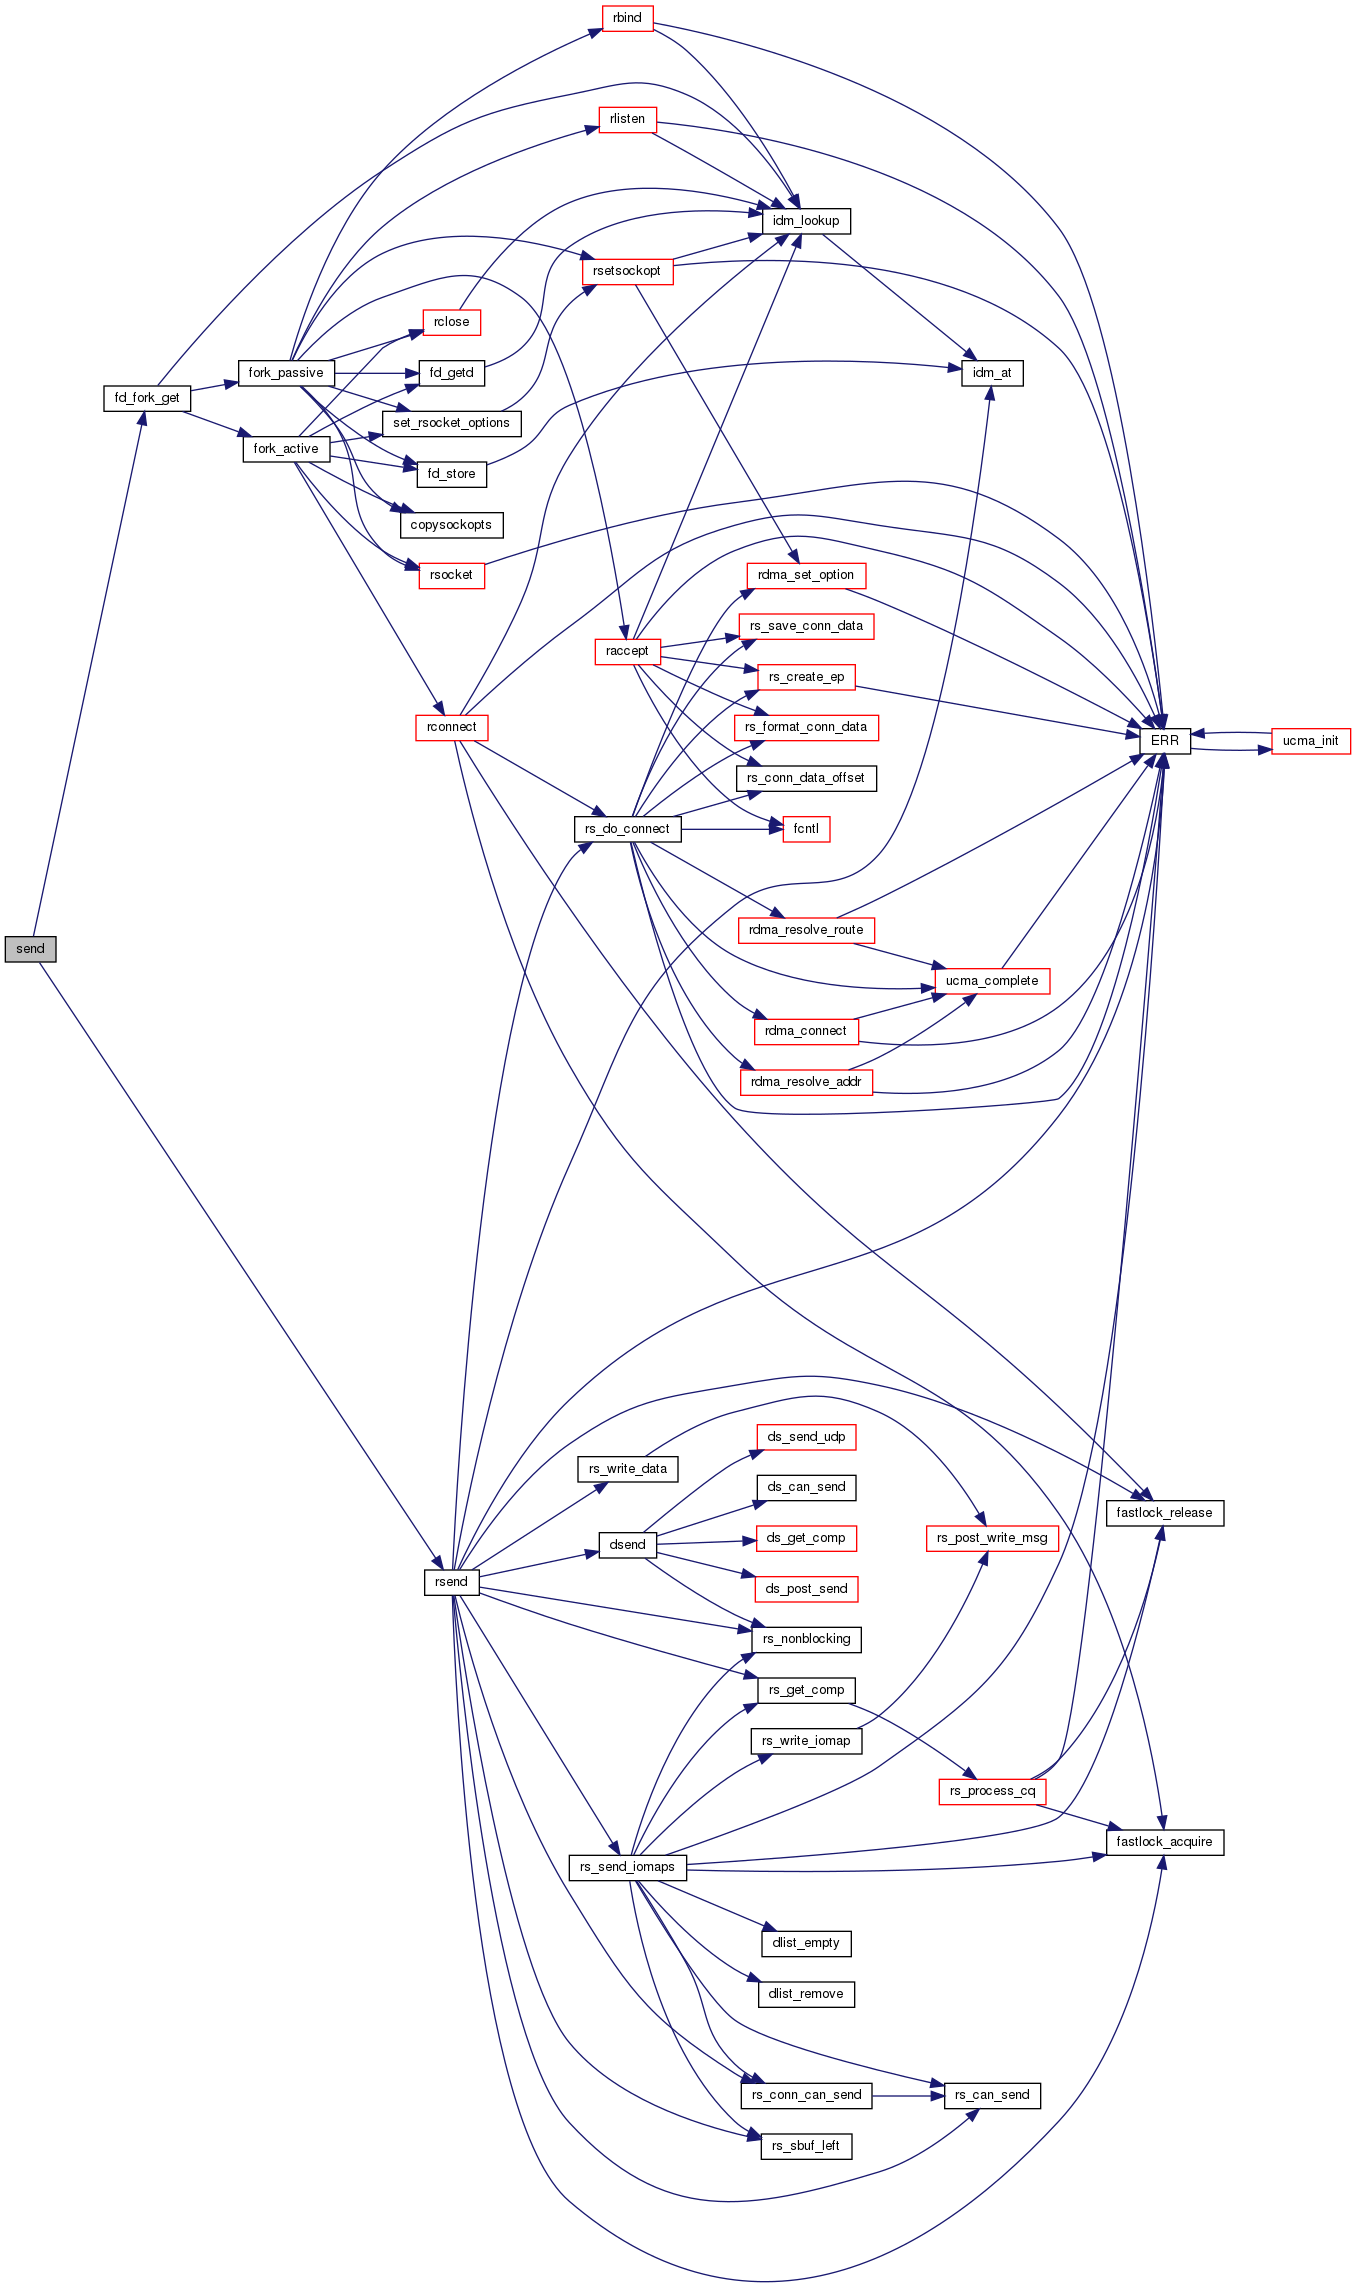 rbind
rlisten
idm_lookup
rsetsockopt
rclose
fork_passive
fd_getd
idm_at
fd_fork_get
set_rsocket_options
fork_active
fd_store
copysockopts
rsocket
rdma_set_option
rs_save_conn_data
raccept
rs_create_ep
rconnect
rs_format_conn_data
ERR
ucma_init
rs_conn_data_offset
rs_do_connect
fcntl
rdma_resolve_route
send
ucma_complete
rdma_connect
rdma_resolve_addr
ds_send_udp
rs_write_data
ds_can_send
fastlock_release
dsend
ds_get_comp
rs_post_write_msg
rsend
ds_post_send
rs_nonblocking
rs_get_comp
rs_write_iomap
rs_process_cq
fastlock_acquire
rs_send_iomaps
dlist_empty
dlist_remove
rs_conn_can_send
rs_can_send
rs_sbuf_left